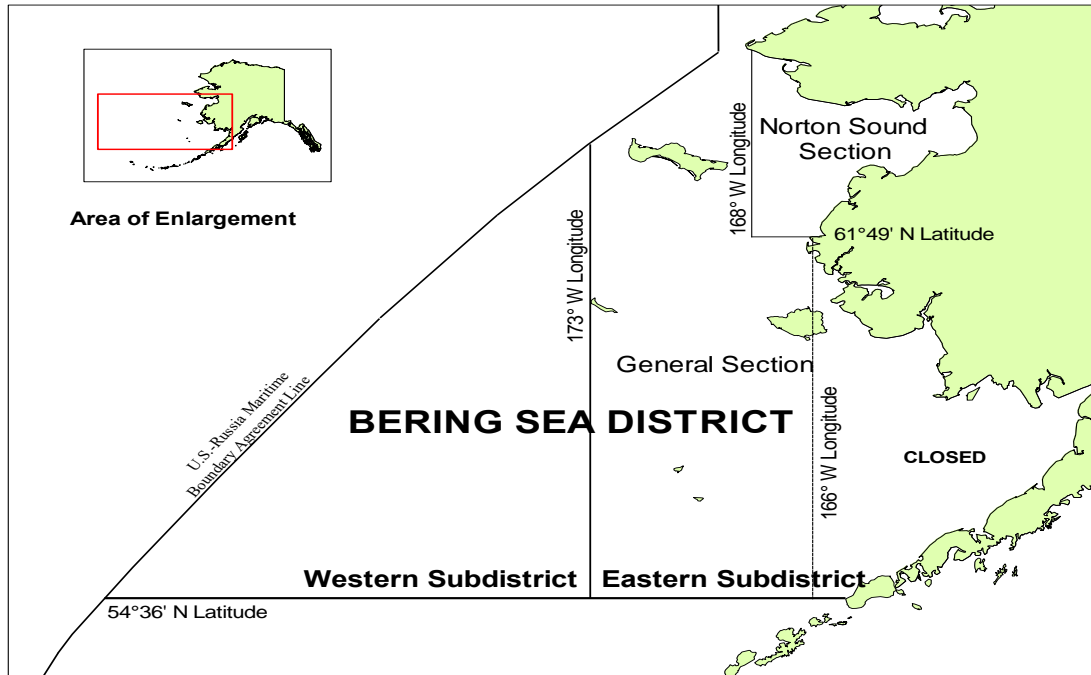 Area of Enlargement
Norton Sound
Section
168° W Longitude
61°49' N Latitude
173° W Longitude
General Section
U.S.-Russia Maritime
Boundary Agreement Line
BERING SEA DISTRICT
166° W Longitude
CLOSED
Western Subdistrict
Eastern Subdistrict
54°36' N Latitude